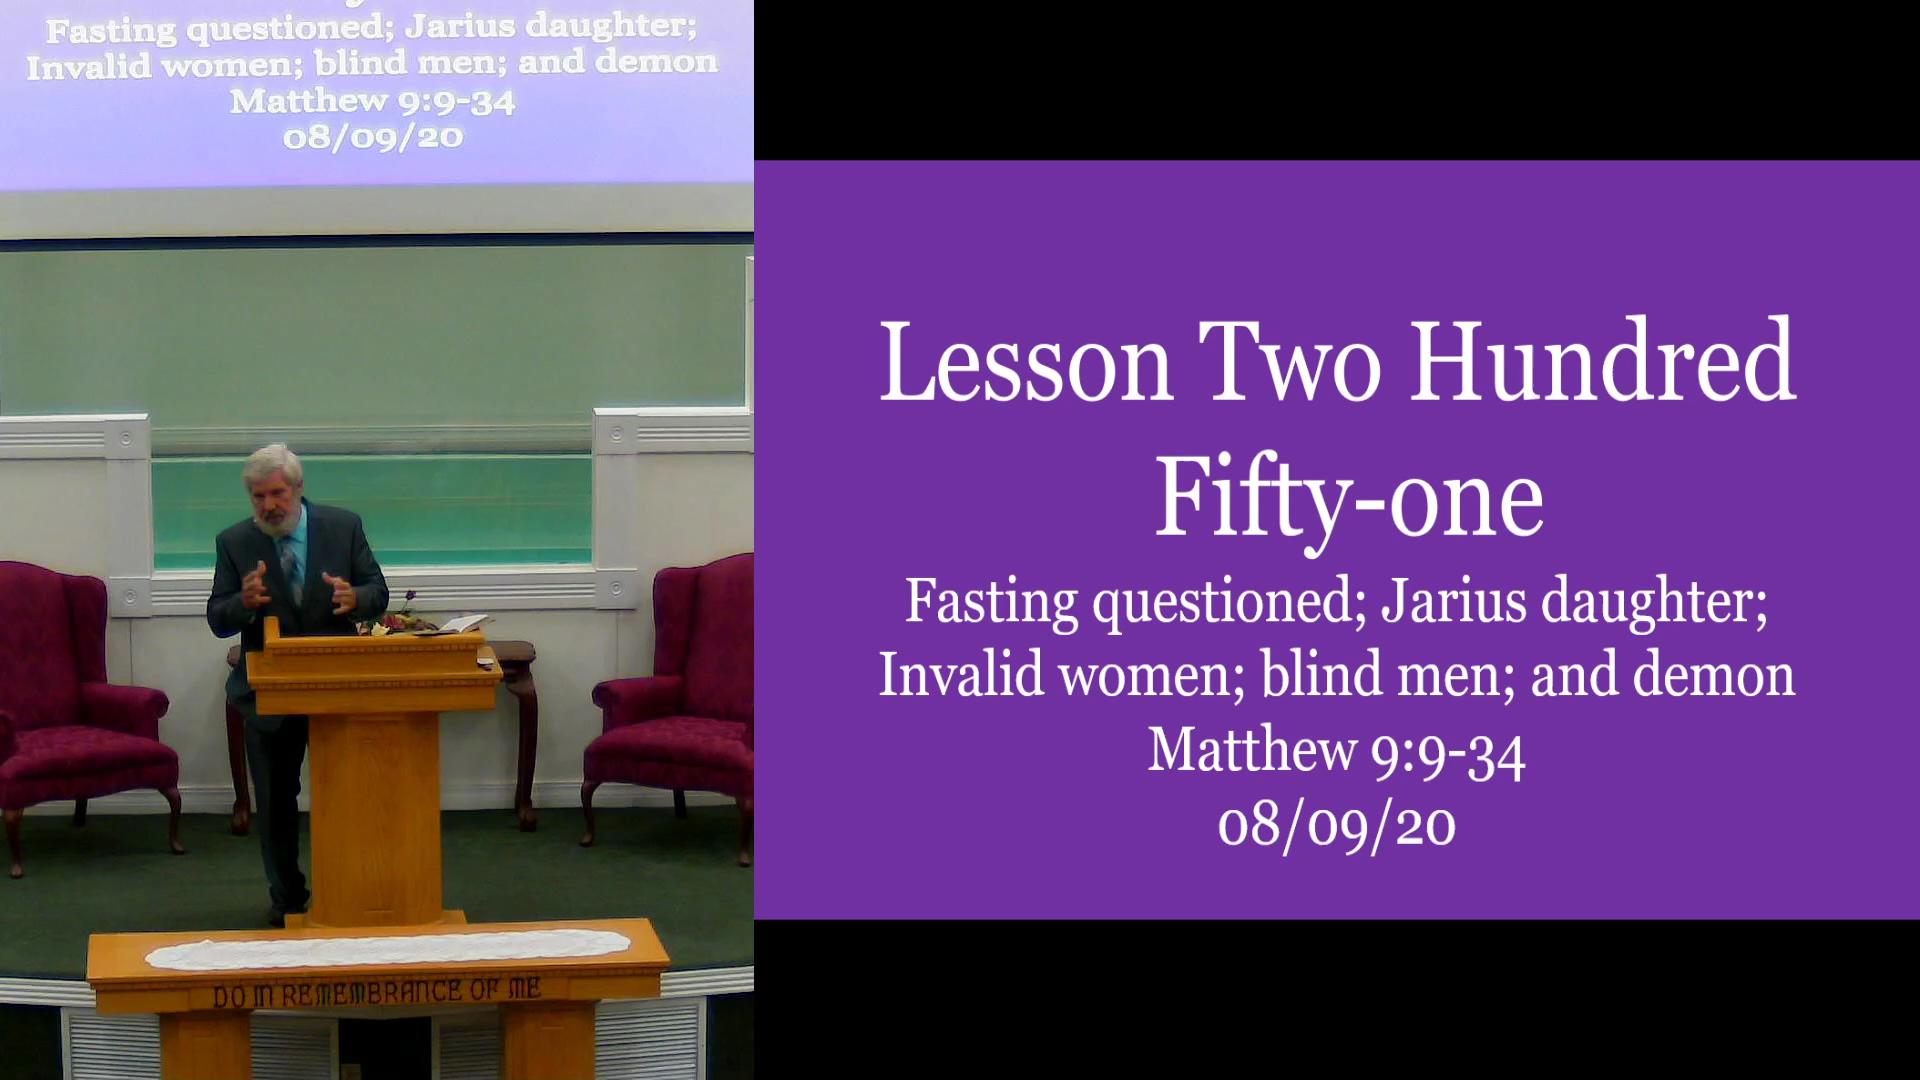 Fasting questioned; Jarius daughter;
Invalid women; blind men; and demon
Matthew 9:9-34
08/09/20
DO IN REMEMBRANCE OF ME
Lesson Two Hundred
Fifty-one
Fasting questioned; Jarius daughter;
Invalid women; blind men; and demon
Matthew 9:9-34
08/09/20